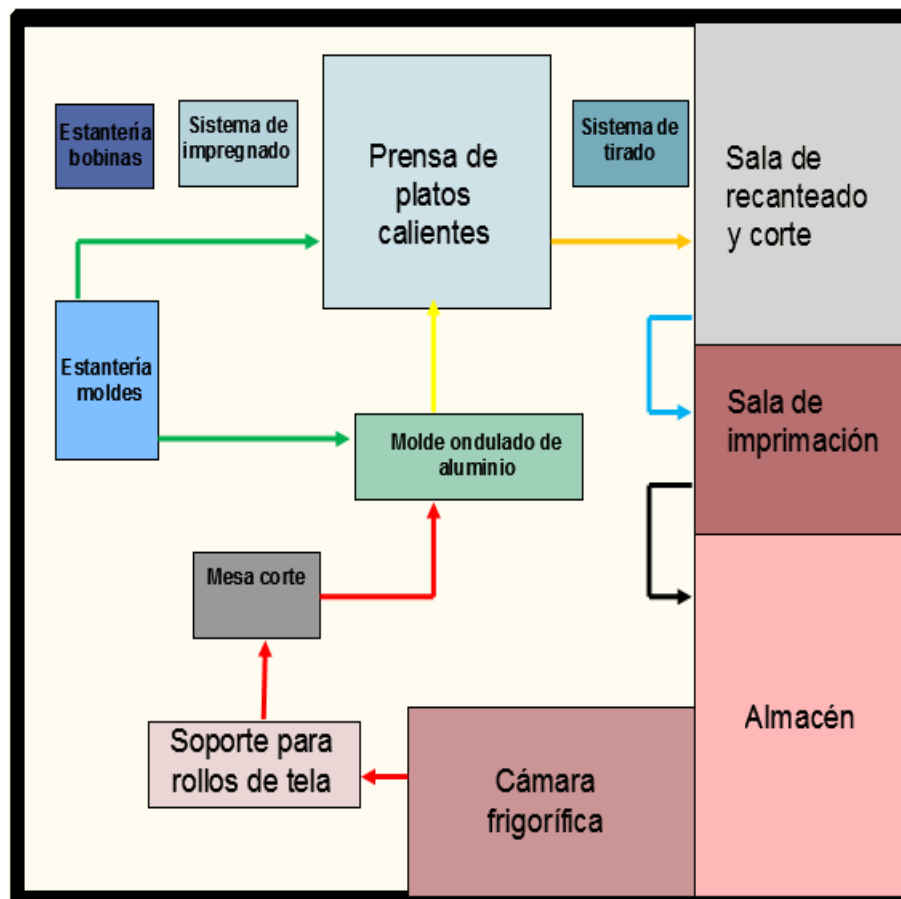 Estantería
bobinas
Sistema de
impregnado
Prensa de
platos
calientes
Sistema de
tirado
Sala de
recanteado
y corte
Estantería
moldes
Molde ondulado de
aluminio
Sala de
imprimación
Mesa corte
Soporte para
rollos de tela
Cámara
frigorífica
Almacén